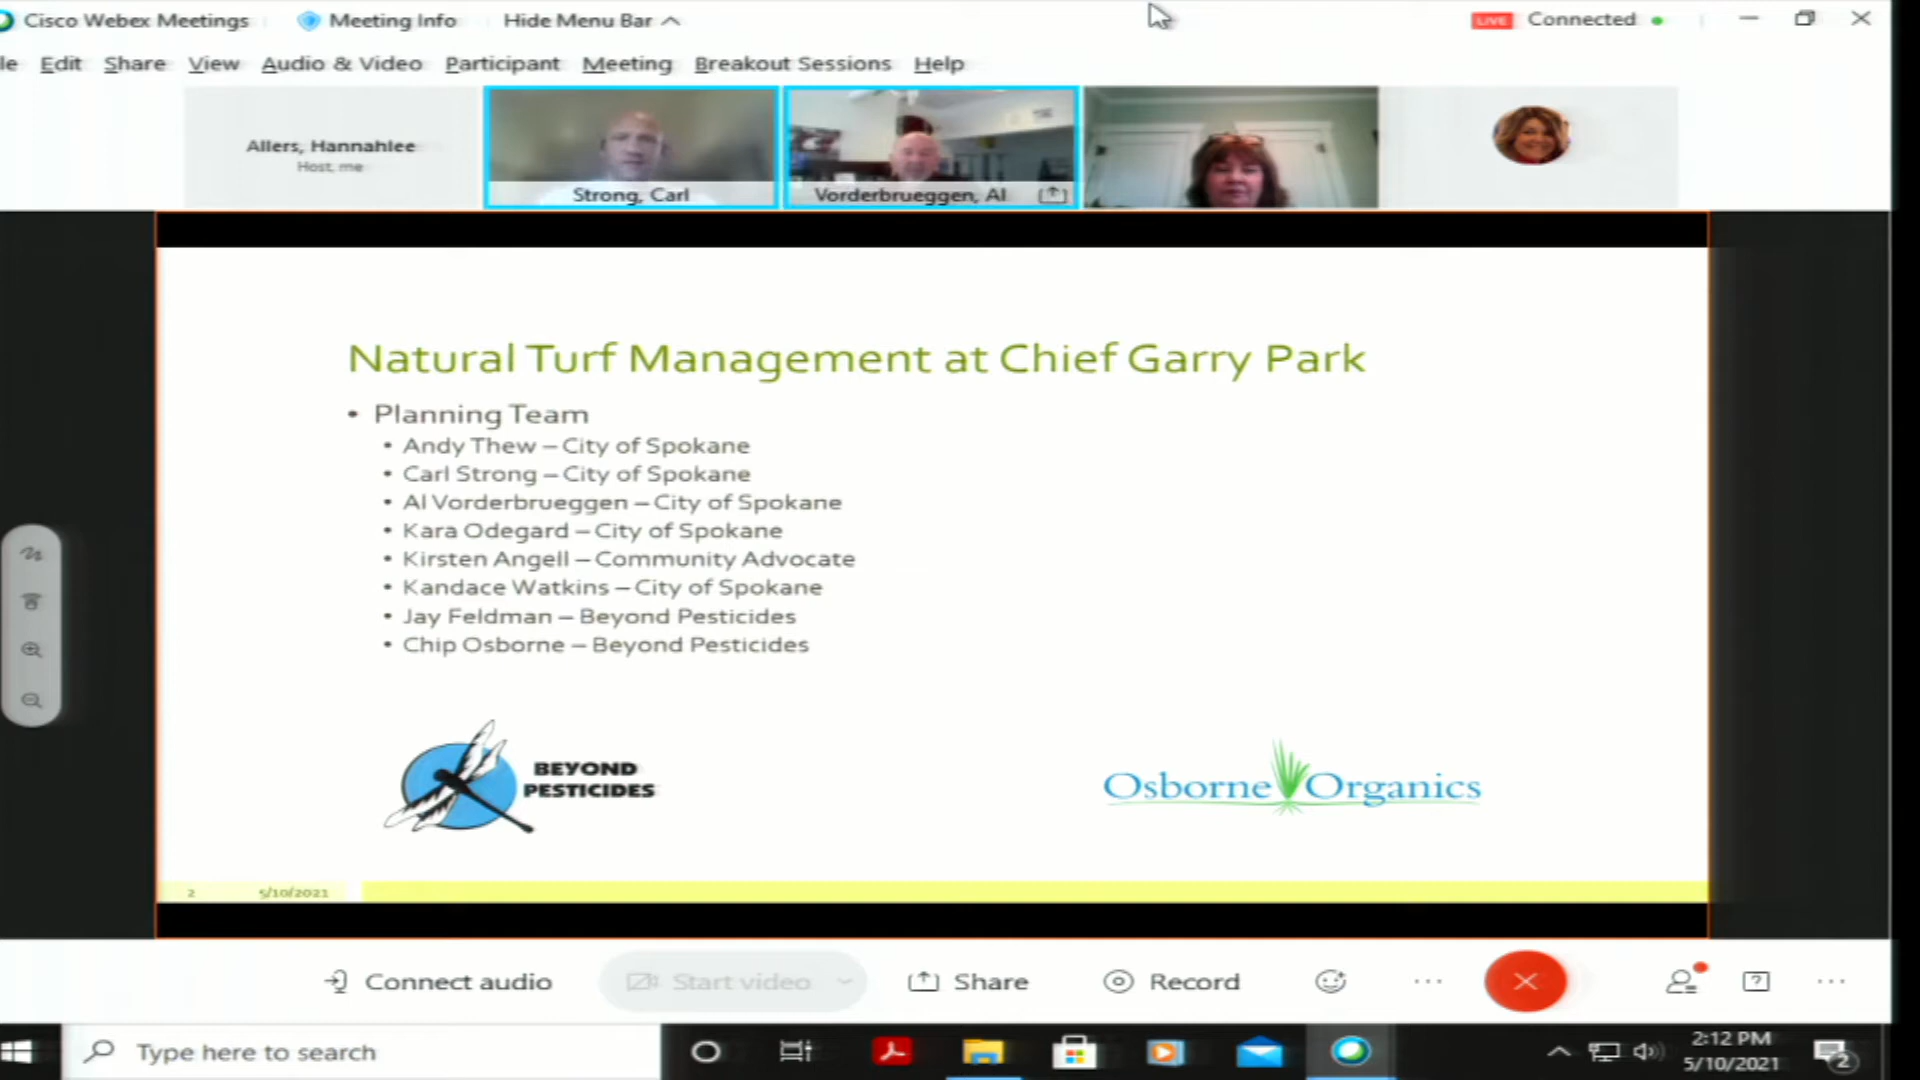 Cisco Webex Meetings
Meeting Info
Hide Menu Bar
LIVE
Connected
le Edit Share View Audio & Video Participant Meeting Breakout Sessions Help
Allers, Hannahlee
Host, me
Strong, Carl
Vorderbrueggen, Al
Natural Turf Management at Chief Garry Park
• Planning Team
• Andy Thew – City of Spokane
• Carl Strong – City of Spokane
• Al Vorderbrueggen – City of Spokane
• Kara Odegard – City of Spokane
• Kirsten Angell – Community Advocate
• Kandace Watkins – City of Spokane
• Jay Feldman – Beyond Pesticides
• Chip Osborne – Beyond Pesticides
BEYOND
PESTICIDES
Osborne Organics
2
5/10/2021
Connect audio
Start video
Share
Record
Type here to search
2:12 PM
5/10/2021
2